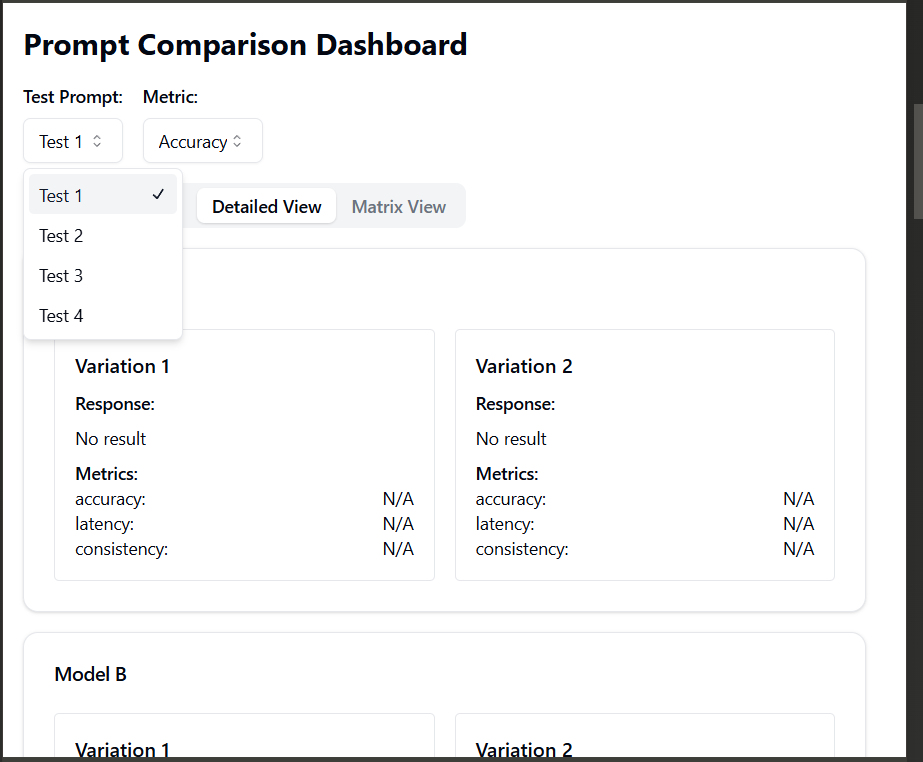 Prompt Comparison Dashboard
Test Prompt: Metric:
Test 1 Accuracy
Test 1
Test 2
Test 3
Test 4
Detailed View Matrix View
Variation 1
Response:
No result
Metrics:
accuracy: N/A
latency: N/A
consistency: N/A
Variation 2
Response:
No result
Metrics:
accuracy: N/A
latency: N/A
consistency: N/A
Model B
Variation 1
Variation 2